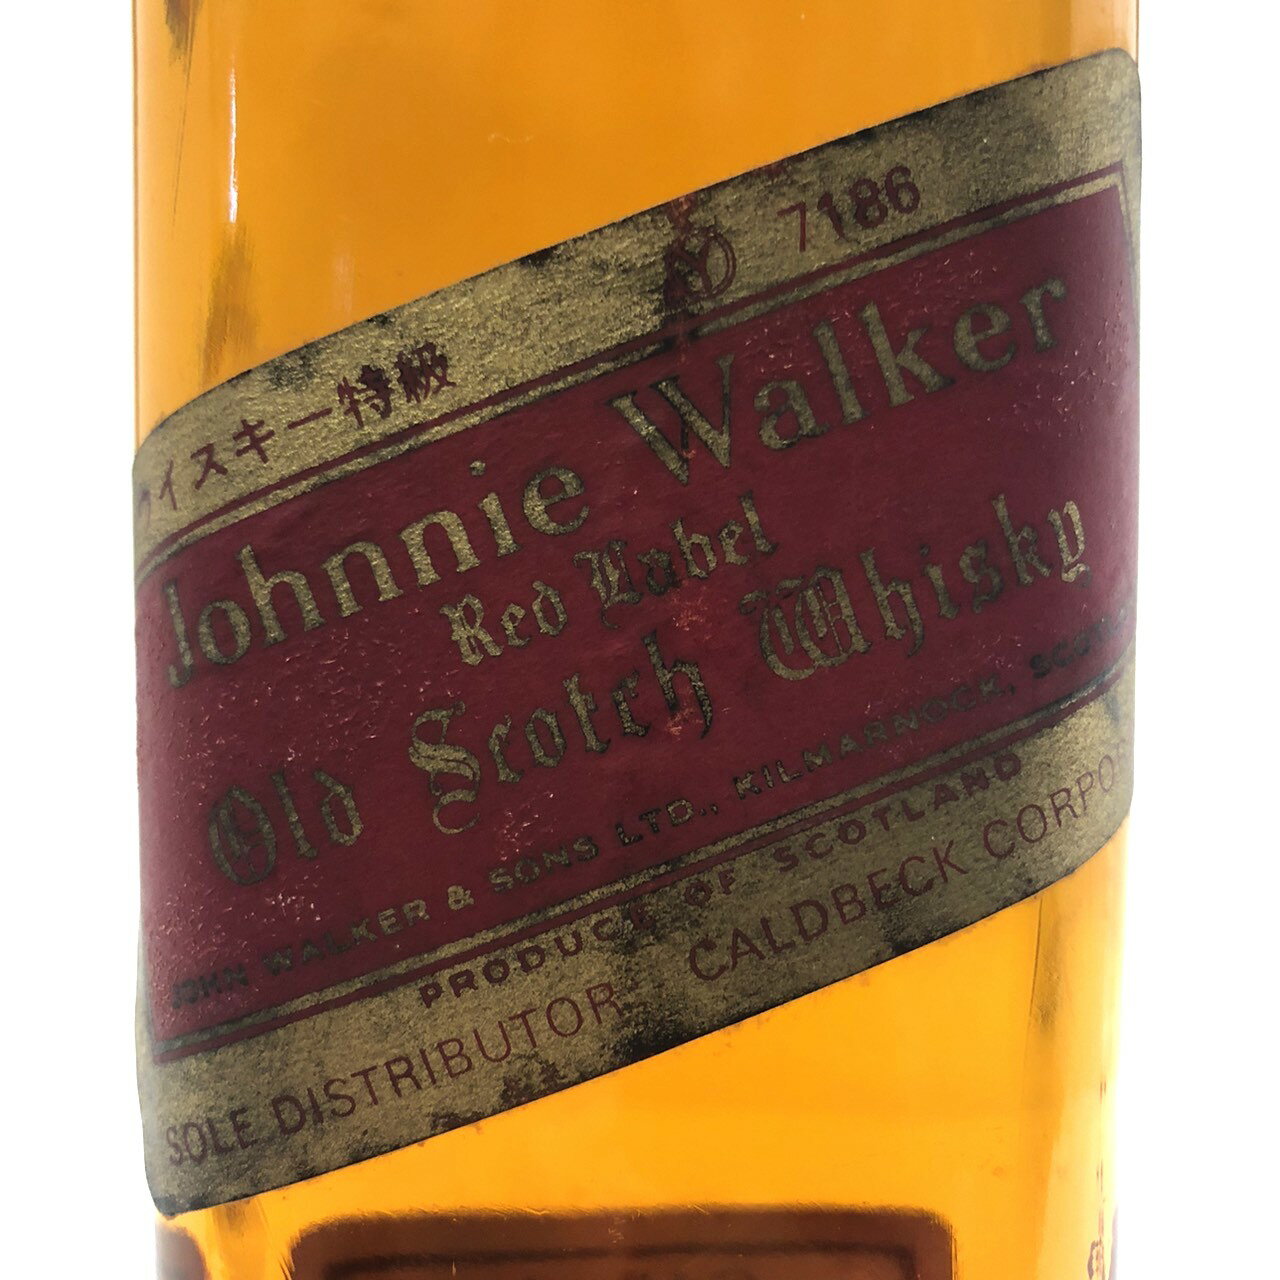 ウイスキー特級
7186
Johnnie Walker
Red Label
Old Scotch Whisky
JOHN WALKER & SONS LTD., KILMARNOCK,
PRODUCE OF SCOTLAND
SOLE DISTRIBUTOR: CALDBECK